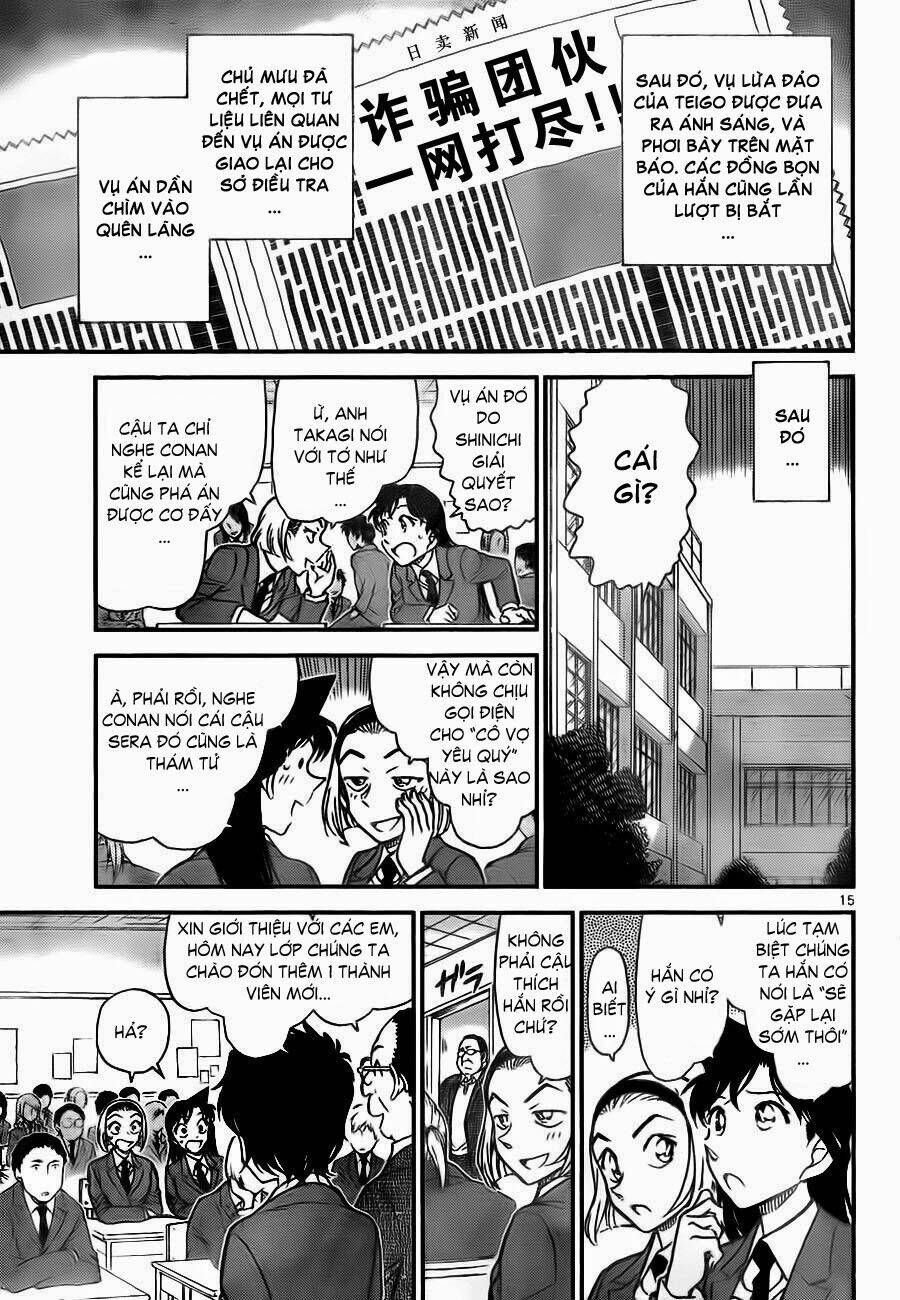 日卖新闻
诈骗团伙
一网打尽!!
SAU ĐÓ, VỤ LỪA ĐẢO
CỦA TEIGO ĐƯỢC ĐƯA
RA ÁNH SÁNG, VÀ
PHƠI BÀY TRÊN MẶT
BÁO. CÁC ĐỒNG BỌN
CỦA HẮN CŨNG LẦN
LƯỢT BỊ BẮT
...
CHỦ MƯU ĐÃ
CHẾT, MỌI TƯ
LIỆU LIÊN QUAN
ĐẾN VỤ ÁN ĐƯỢC
GIAO LẠI CHO
SỞ ĐIỀU TRA
...
VỤ ÁN DẦN
CHÌM VÀO
QUÊN LÃNG
...
SAU
ĐÓ
...
CÁI
GÌ?
VỤ ÁN ĐÓ
DO
SHINICHI
GIẢI
QUYẾT
SAO?
Ừ, ANH
TAKAGI NÓI
VỚI TỚ NHƯ
THẾ
...
CẬU TA CHỈ
NGHE CONAN
KỂ LẠI MÀ
CŨNG PHÁ ÁN
ĐƯỢC CƠ ĐẤY
...
VẬY MÀ CÒN
KHÔNG CHỊU
GỌI ĐIỆN
CHO "CÔ VỢ
YÊU QUÝ"
NÀY LÀ SAO
NHỈ?
À, PHẢI RỒI, NGHE
CONAN NÓI CÁI CẬU
SERA ĐÓ CŨNG LÀ
THÁM TỬ
...
15
LÚC TẠM
BIỆT CHÚNG
TA HẮN CÓ
NÓI LÀ "SẼ
GẶP LẠI
SỚM THÔI"
...
HẮN CÓ
Ý GÌ NHỈ?
AI
BIẾT
...
KHÔNG
PHẢI CẬU
THÍCH
HẮN RỒI
CHỨ?
ガラ
XIN GIỚI THIỆU VỚI CÁC EM,
HÔM NAY LỚP CHÚNG TA
CHÀO ĐÓN THÊM 1 THÀNH
VIÊN MỚI...
HẢ?